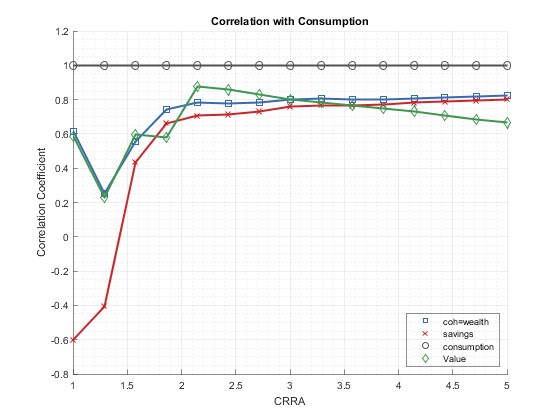 Correlation with Consumption
1.2
1
0.8
0.6
0.4
0.2
0
-0.2
-0.4
-0.6
-0.8
Correlation Coefficient
1 1.5 2 2.5 3 3.5 4 4.5 5
CRRA
coh=wealth
savings
consumption
Value